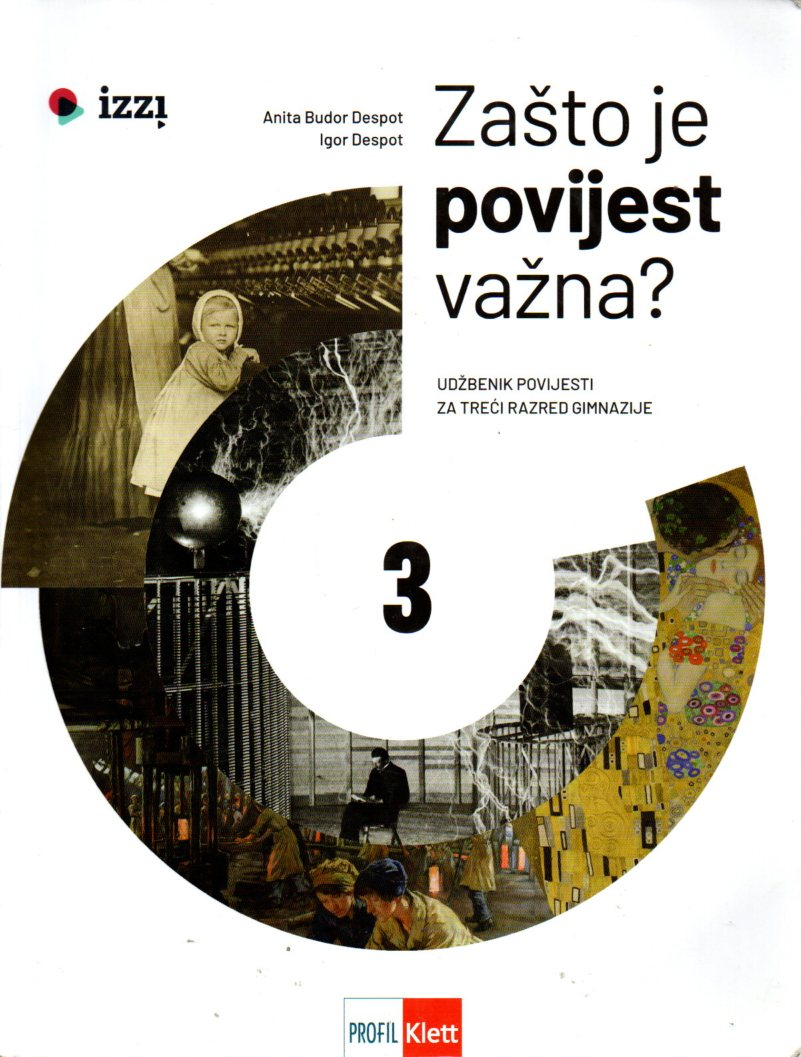 izzi
Anita Budor Despot
Igor Despot
Zašto je
povijest
važna?
UDŽBENIK POVIJESTI
ZA TREĆI RAZRED GIMNAZIJE
3
PROFIL Klett